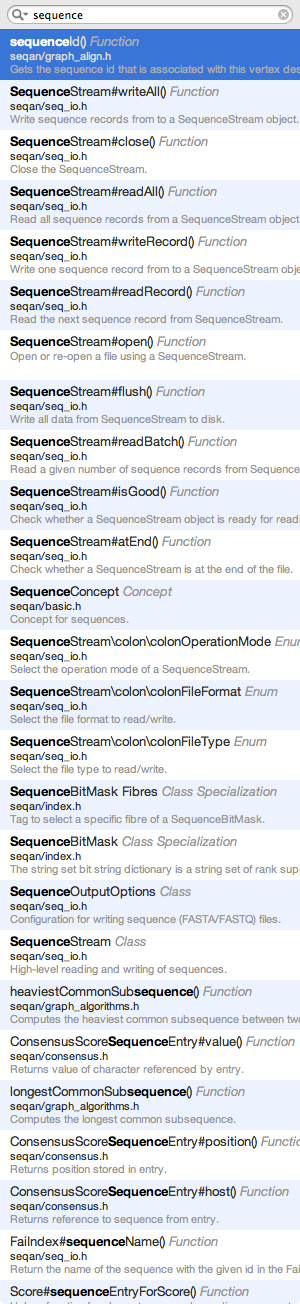 sequence
sequenceId() Function
seqan/graph_align.h
Gets the sequence id that is associated with this vertex des
SequenceStream#writeAll() Function
seqan/seq_io.h
Write sequence records from to a SequenceStream object.
SequenceStream#close() Function
seqan/seq_io.h
Close the SequenceStream.
SequenceStream#readAll() Function
seqan/seq_io.h
Read all sequence records from a SequenceStream object
SequenceStream#writeRecord() Function
seqan/seq_io.h
Write one sequence record from to a SequenceStream obje
SequenceStream#readRecord() Function
seqan/seq_io.h
Read the next sequence record from SequenceStream.
SequenceStream#open() Function
Open or re-open a file using a SequenceStream.
SequenceStream#flush() Function
seqan/seq_io.h
Write all data from SequenceStream to disk.
SequenceStream#readBatch() Function
seqan/seq_io.h
Read a given number of sequence records from Sequence
SequenceStream#isGood() Function
seqan/seq_io.h
Check whether a SequenceStream object is ready for read
SequenceStream#atEnd() Function
seqan/seq_io.h
Check whether a SequenceStream is at the end of the file.
SequenceConcept Concept
seqan/basic.h
Concept for sequences.
SequenceStream\colon\colonOperationMode Enum
seqan/seq_io.h
Select the operation mode of a SequenceStream.
SequenceStream\colon\colonFileFormat Enum
seqan/seq_io.h
Select the file format to read/write.
SequenceStream\colon\colonFileType Enum
seqan/seq_io.h
Select the file type to read/write.
SequenceBitMask Fibres Class Specialization
seqan/index.h
Tag to select a specific fibre of a SequenceBitMask.
SequenceBitMask Class Specialization
seqan/index.h
The string set bit string dictionary is a string set of rank supp
SequenceOutputOptions Class
seqan/seq_io.h
Configuration for writing sequence (FASTA/FASTQ) files.
SequenceStream Class
seqan/seq_io.h
High-level reading and writing of sequences.
heaviestCommonSubsequence() Function
seqan/graph_algorithms.h
Computes the heaviest common subsequence between two
ConsensusScoreSequenceEntry#value() Function
seqan/consensus.h
Returns value of character referenced by entry.
longestCommonSubsequence() Function
seqan/graph_algorithms.h
Computes the longest common subsequence.
ConsensusScoreSequenceEntry#position() Functio
seqan/consensus.h
Returns position stored in entry.
ConsensusScoreSequenceEntry#host() Function
seqan/consensus.h
Returns reference to sequence from entry.
FaiIndex#sequenceName() Function
seqan/seq_io.h
Return the name of the sequence with the given id in the Fai
Score#sequenceEntryForScore() Function